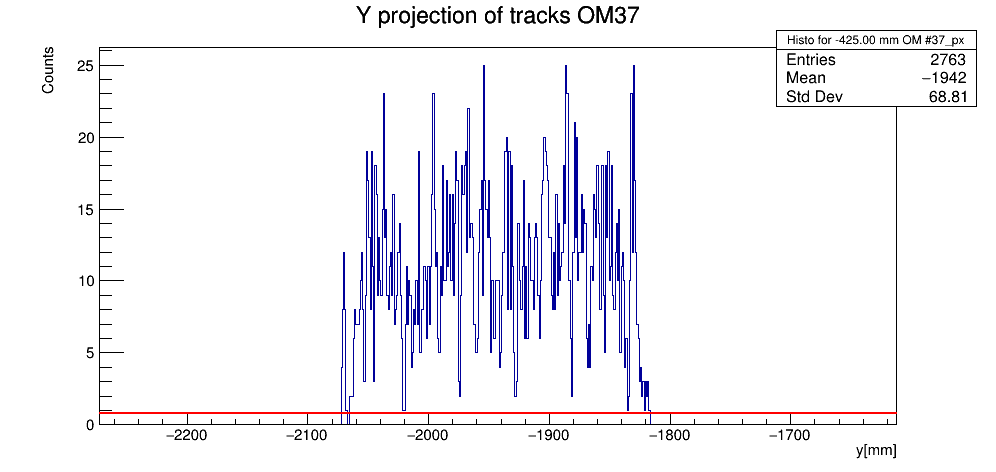 Y projection of tracks OM37
Histo for -425.00 mm OM #37_px
Entries 2763
Mean −1942
Std Dev 68.81
Counts
25
20
15
10
5
0
−2200 −2100 −2000 −1900 −1800 −1700
y[mm]